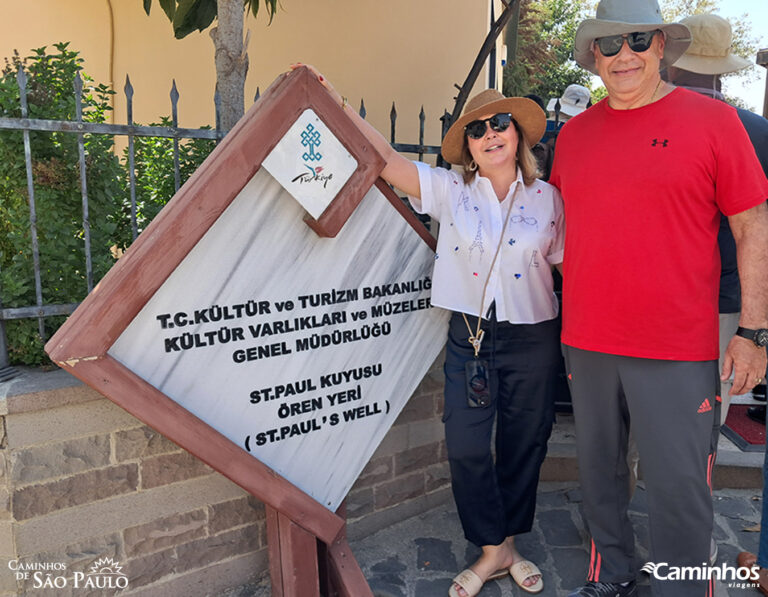 Türkiye
T.C.KÜLTÜR ve TURİZM BAKANLIĞI
KÜLTÜR VARLIKLARI ve MÜZELER
GENEL MÜDÜRLÜĞÜ
ST.PAUL KUYUSU
ÖREN YERİ
( ST.PAUL'S WELL )
CAMINHOS
DE SÃO PAULO
Caminhos
viagens